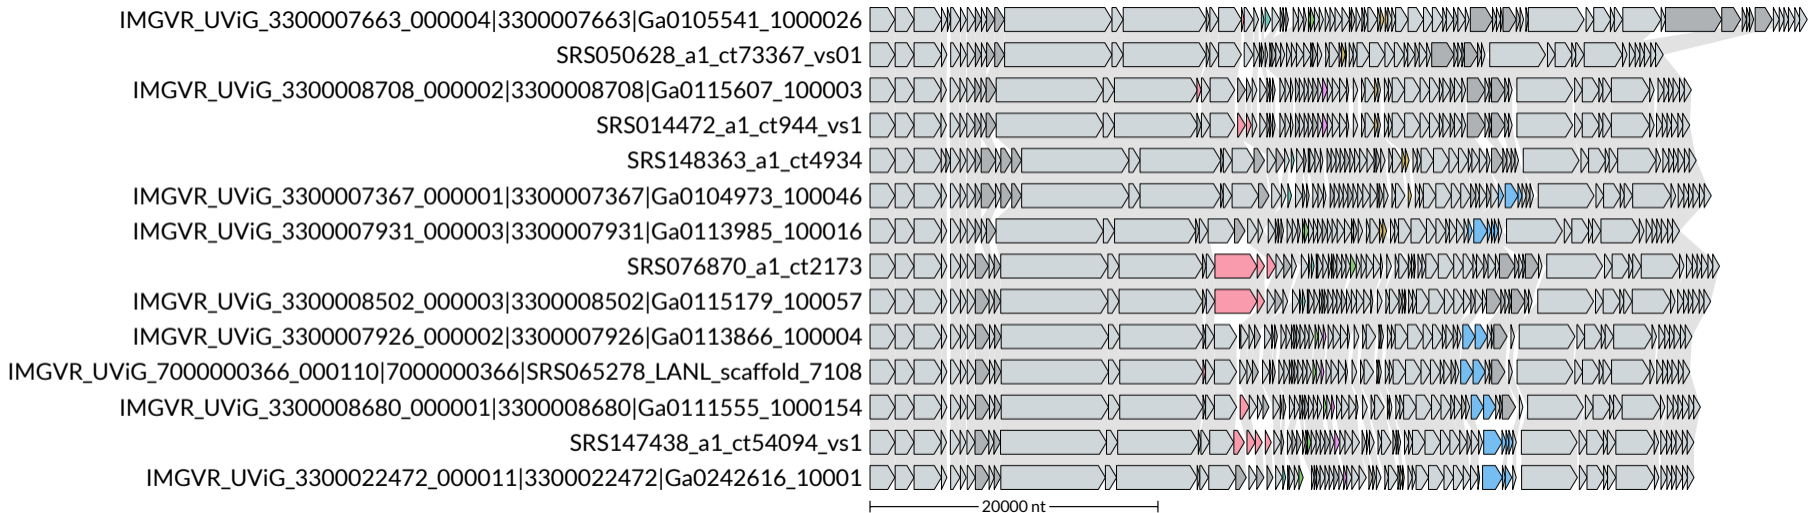 IMGVR_UViG_3300007663_000004|3300007663|Ga0105541_1000026
SRS050628_a1_ct73367_vs01
IMGVR_UViG_3300008708_000002|3300008708|Ga0115607_100003
SRS014472_a1_ct944_vs1
SRS148363_a1_ct4934
IMGVR_UViG_3300007367_000001|3300007367|Ga0104973_100046
IMGVR_UViG_3300007931_000003|3300007931|Ga0113985_100016
SRS076870_a1_ct2173
IMGVR_UViG_3300008502_000003|3300008502|Ga0115179_100057
IMGVR_UViG_3300007926_000002|3300007926|Ga0113866_100004
IMGVR_UViG_7000000366_000110|7000000366|SRS065278_LANL_scaffold_7108
IMGVR_UViG_3300008680_000001|3300008680|Ga0111555_1000154
SRS147438_a1_ct54094_vs1
IMGVR_UViG_3300022472_000011|3300022472|Ga0242616_10001
20000 nt